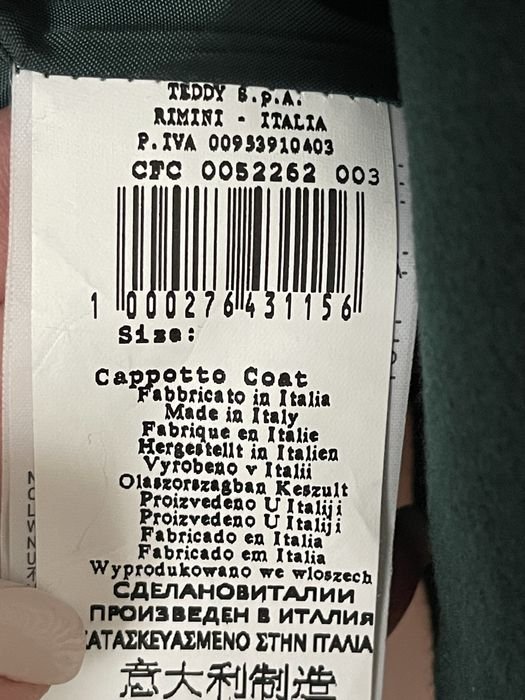 TEDDY S.p.A.
RIMINI - ITALIA
P.IVA 00953910403
CFC 0052262 003
1 000276 431156
Size:
Cappotto Coat
Fabbricato in Italia
Made in Italy
Fabrique en Italie
Hergestellt in Italien
Vyrobeno v Italii
Olaszorszagban Keszult
Proizvedeno U Italiji
Proizvedeno U Italiji
Fabricado en Italia
Fabricado em Italia
Wyprodukowano we wloszech
СДЕЛАНОВИТАЛИИ
ПРОИЗВЕДЕН В ИТАЛИЯ
ΚΑΤΑΣΚΕΥΑΣΜΕΝΟ ΣΤΗΝ ΙΤΑΛΙΑ
意大利制造